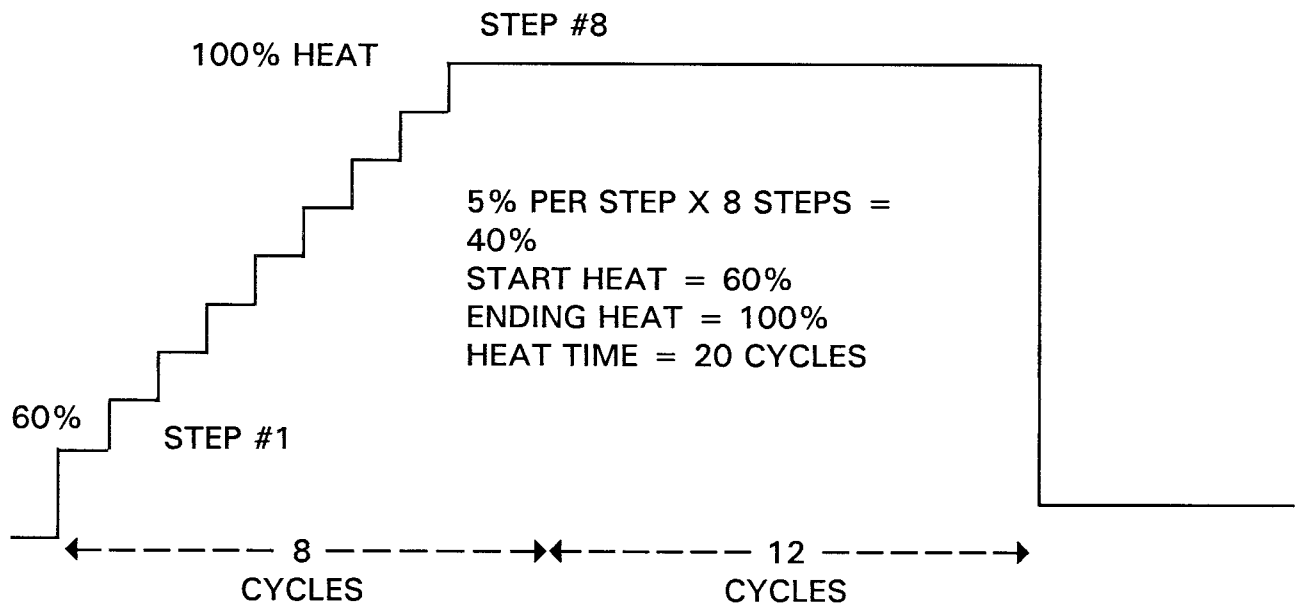 STEP #8
100% HEAT
5% PER STEP X 8 STEPS =
40%
START HEAT = 60%
ENDING HEAT = 100%
HEAT TIME = 20 CYCLES
60%
STEP #1
8
CYCLES
12
CYCLES